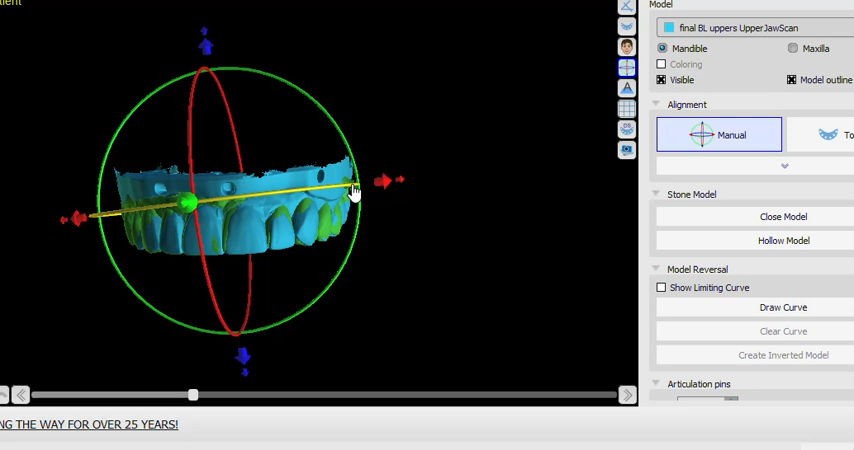 tient
Model
final BL uppers UpperJawScan
Mandible
Maxilla
Coloring
Visible
Model outline
Alignment
Manual
To
Stone Model
Close Model
Hollow Model
Model Reversal
Show Limiting Curve
Draw Curve
Clear Curve
Create Inverted Model
Articulation pins
NG THE WAY FOR OVER 25 YEARS!